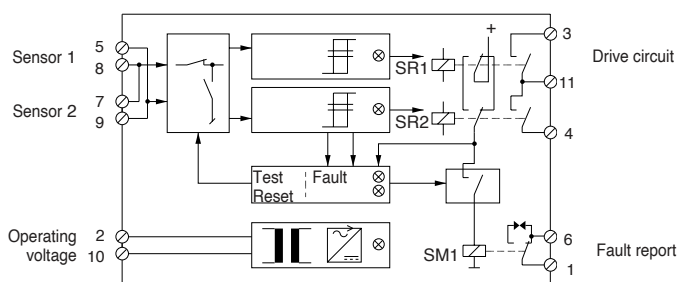 Sensor 1
5
8
Sensor 2
7
9
SR1
+
SR2
3
Drive circuit
11
4
Test
Reset
Fault
Operating
voltage
2
10
SM1
6
Fault report
1